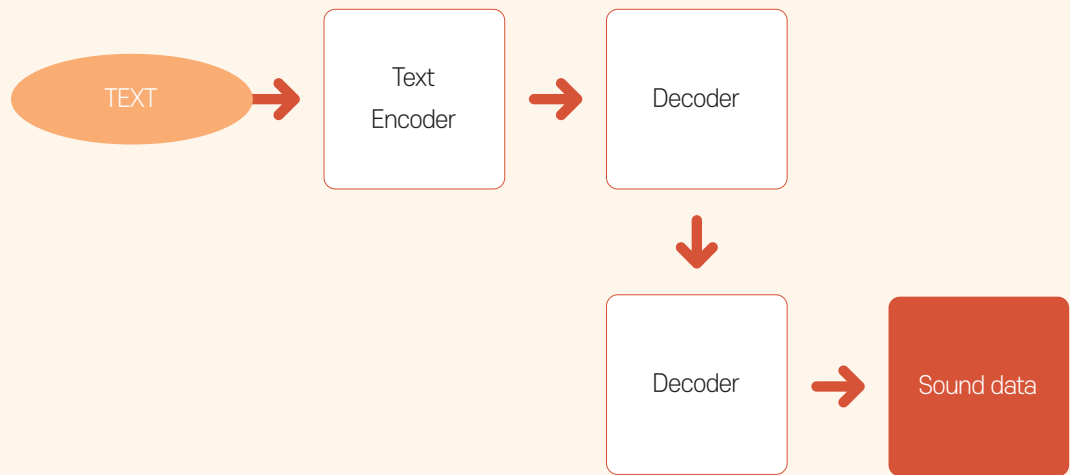 TEXT
Text
Encoder
Decoder
Decoder
Sound data